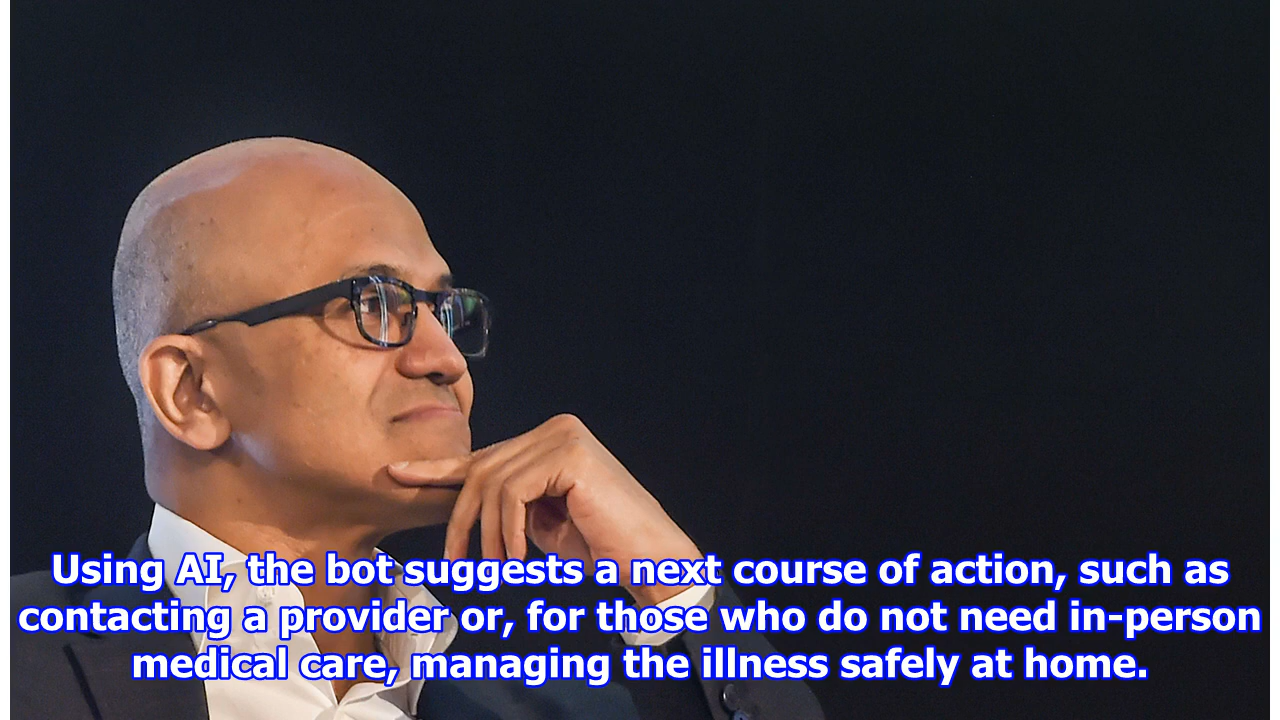 Using AI, the bot suggests a next course of action, such as
contacting a provider or, for those who do not need in-person
medical care, managing the illness safely at home.